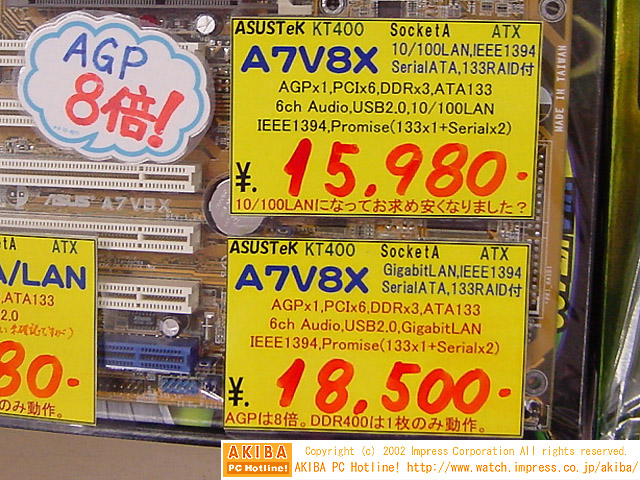 AGP
8倍!
ASUS A7V8X
MADE IN TAIWAN
ASUSTeK KT400 SocketA ATX
A7V8X 10/100LAN,IEEE1394
SerialATA,133RAID付
AGPx1,PCIx6,DDRx3,ATA133
6ch Audio,USB2.0,10/100LAN
IEEE1394,Promise(133x1+Serialx2)
¥. 15,980-
10/100LANになってお求め安くなりました?
ASUSTeK KT400 SocketA ATX
A7V8X GigabitLAN,IEEE1394
SerialATA,133RAID付
AGPx1,PCIx6,DDRx3,ATA133
6ch Audio,USB2.0,GigabitLAN
IEEE1394,Promise(133x1+Serialx2)
¥. 18,500-
AGPは8倍。DDR400は1枚のみ動作。
etA ATX
A/LAN
,ATA133
2.0
80-
のみ動作。
AKIBA
PC Hotline!
Copyright (c) 2002 Impress Corporation All rights reserved.
AKIBA PC Hotline! http://www.watch.impress.co.jp/akiba/